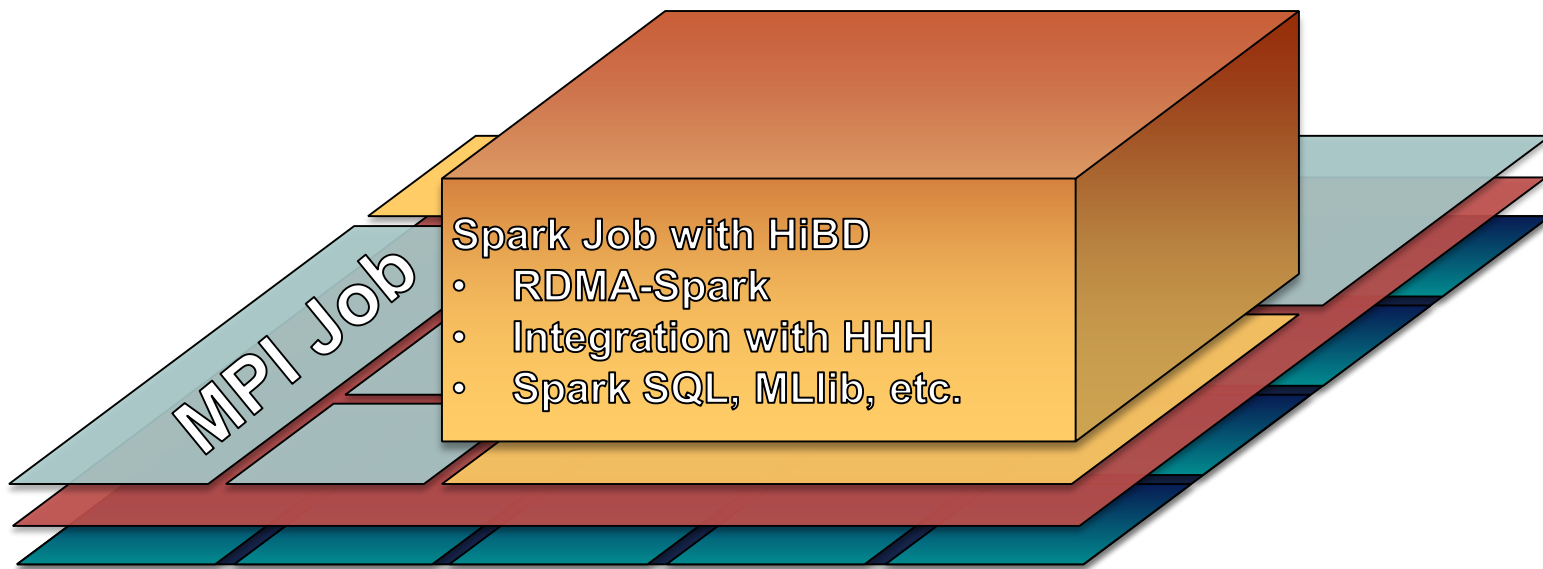 Spark Job with HiBD
• RDMA-Spark
• Integration with HHH
• Spark SQL, MLlib, etc.
MPI Job